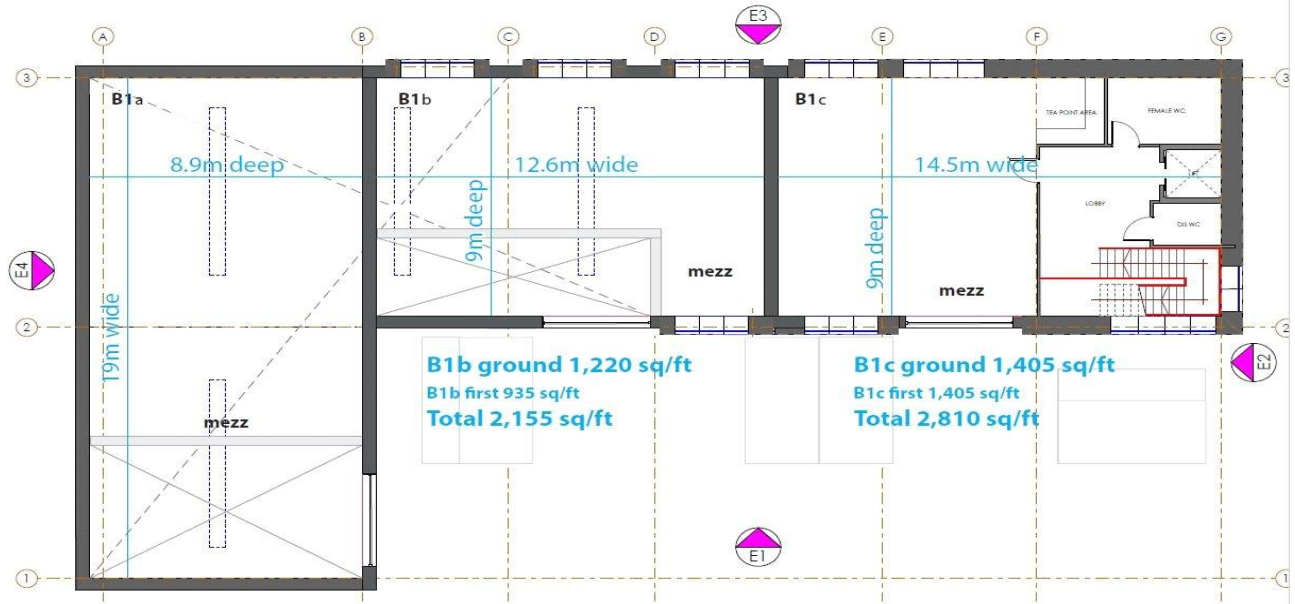 E3
A
B
C
D
E
F
G
3
3
B1a
B1b
B1c
TEA POINT AREA
FEMALE WC
8.9m deep
12.6m wide
14.5m wide
LIFT
9m deep
9m deep
LOBBY
DIS WC
E4
mezz
mezz
19m wide
2
2
B1b ground 1,220 sq/ft
B1b first 935 sq/ft
Total 2,155 sq/ft
B1c ground 1,405 sq/ft
B1c first 1,405 sq/ft
Total 2,810 sq/ft
E2
mezz
E1
1
1